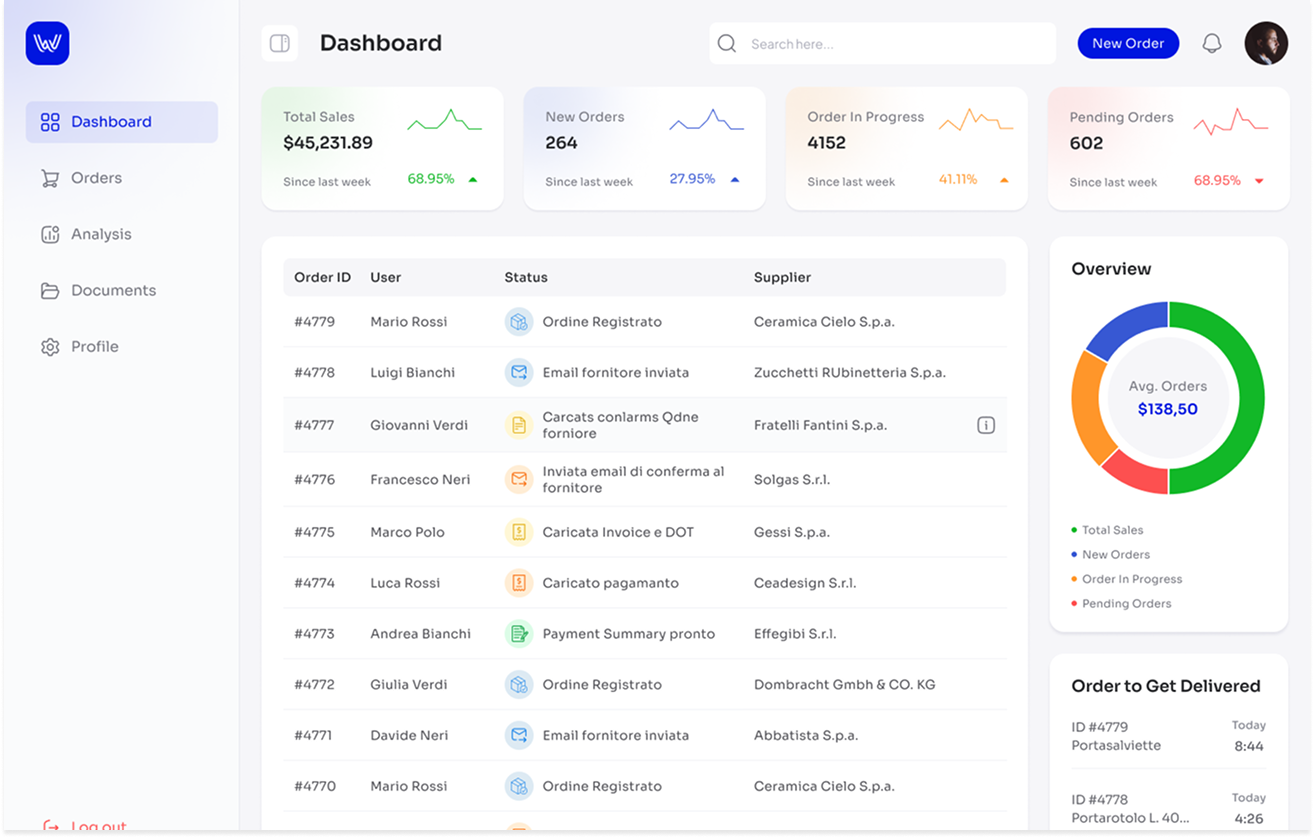 W
Dashboard
Orders
Analysis
Documents
Profile
Log out
Dashboard
Search here...
New Order
Total Sales
$45,231.89
Since last week
68.95%
New Orders
264
Since last week
27.95%
Order In Progress
4152
Since last week
41.11%
Pending Orders
602
Since last week
68.95%
Order ID User Status Supplier
#4779 Mario Rossi Ordine Registrato Ceramica Cielo S.p.a.
#4778 Luigi Bianchi Email fornitore inviata Zucchetti RUbinetteria S.p.a.
#4777 Giovanni Verdi Carcats conlarms Qdne
forniore
Fratelli Fantini S.p.a.
#4776 Francesco Neri Inviata email di conferma al
fornitore
Solgas S.r.l.
#4775 Marco Polo Caricata Invoice e DOT Gessi S.p.a.
#4774 Luca Rossi Caricato pagamanto Ceadesign S.r.l.
#4773 Andrea Bianchi Payment Summary pronto Effegibi S.r.l.
#4772 Giulia Verdi Ordine Registrato Dombracht Gmbh & CO. KG
#4771 Davide Neri Email fornitore inviata Abbatista S.p.a.
#4770 Mario Rossi Ordine Registrato Ceramica Cielo S.p.a.
Overview
Avg. Orders
$138,50
Total Sales
New Orders
Order In Progress
Pending Orders
Order to Get Delivered
ID #4779 Today
Portasalviette 8:44
ID #4778 Today
Portarotolo L. 40... 4:26